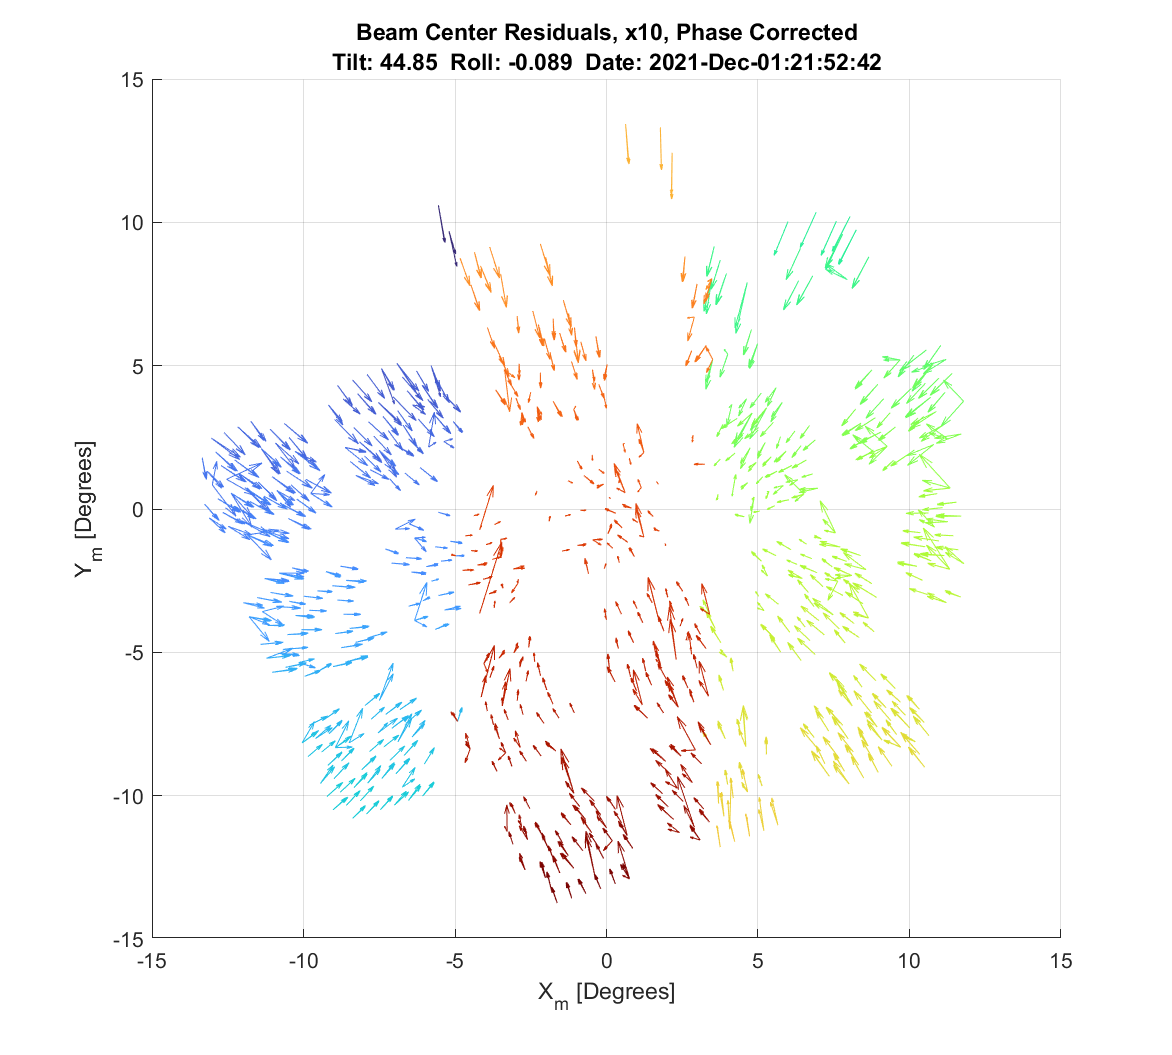 Beam Center Residuals, x10, Phase Corrected
Tilt: 44.85 Roll: -0.089 Date: 2021-Dec-01:21:52:42
15
10
5
0
-5
-10
-15
Y_m [Degrees]
-15 -10 -5 0 5 10 15
X_m [Degrees]